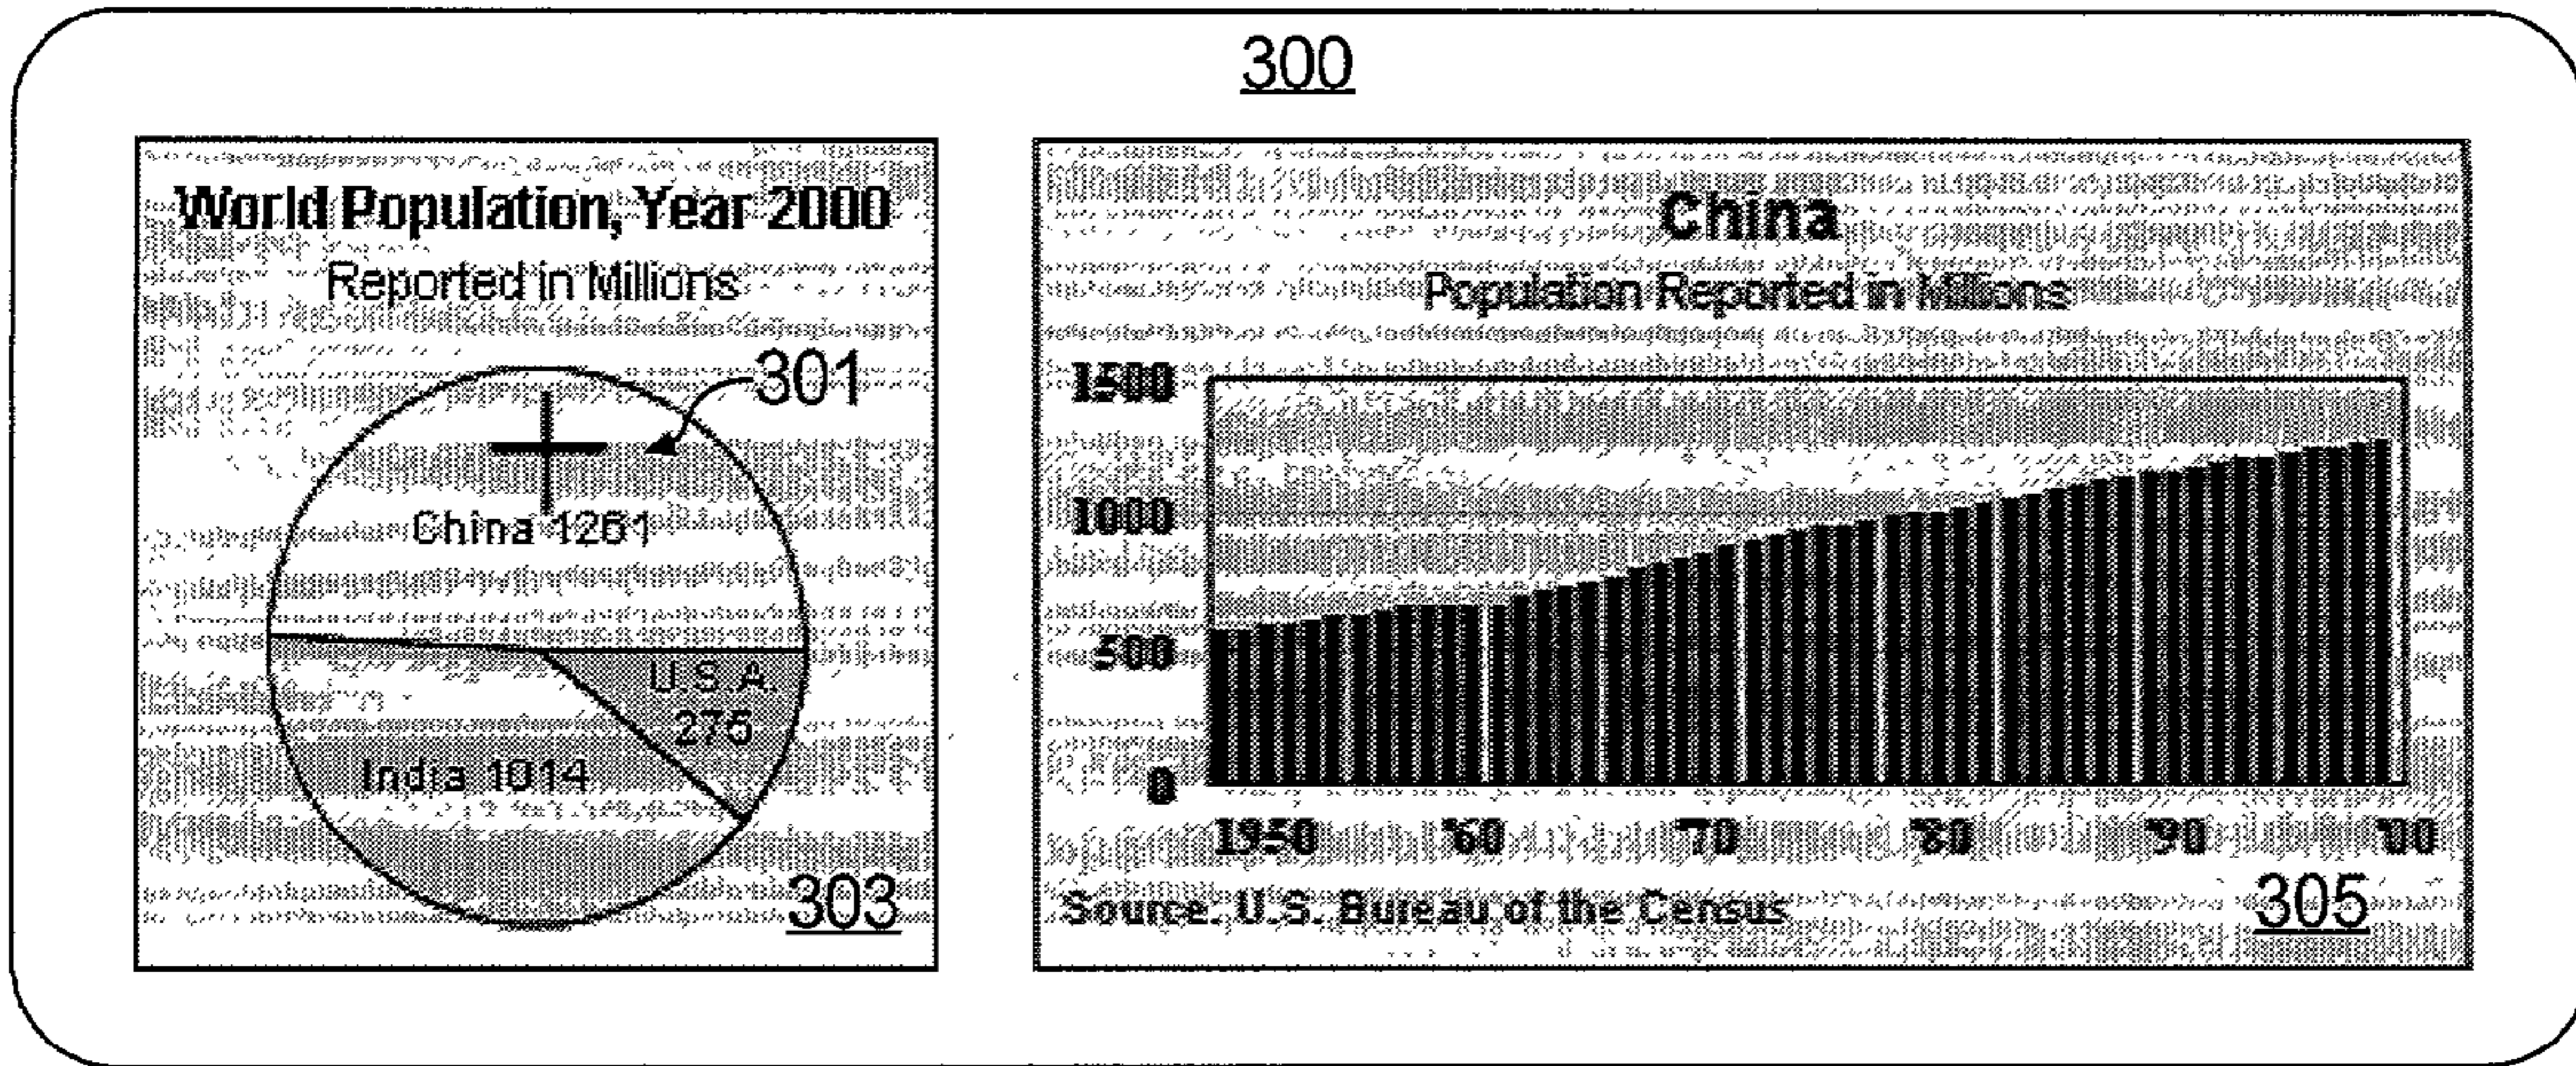 300
World Population, Year 2000
Reported in Millions
301
China 1261
U.S.A.
275
India 1014
303
China
Population Reported in Millions
1500
1000
500
0
1950 '60 '70 '80 '90 '00
Source. U.S. Bureau of the Census
305